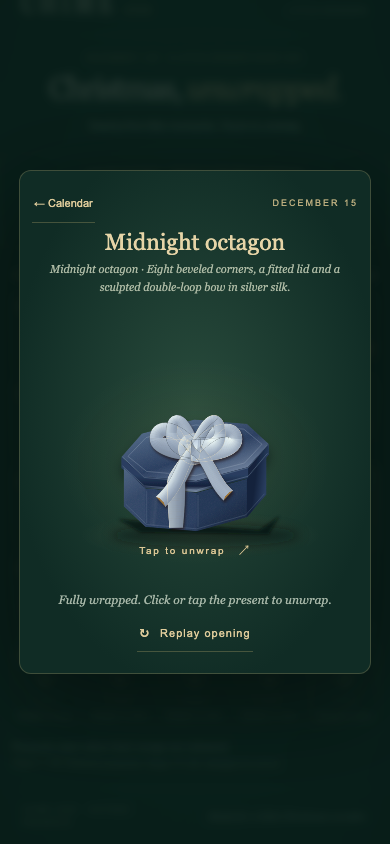 ← Calendar
DECEMBER 15
Midnight octagon
Midnight octagon · Eight beveled corners, a fitted lid and a
sculpted double-loop bow in silver silk.
Tap to unwrap ↗
Fully wrapped. Click or tap the present to unwrap.
↻ Replay opening